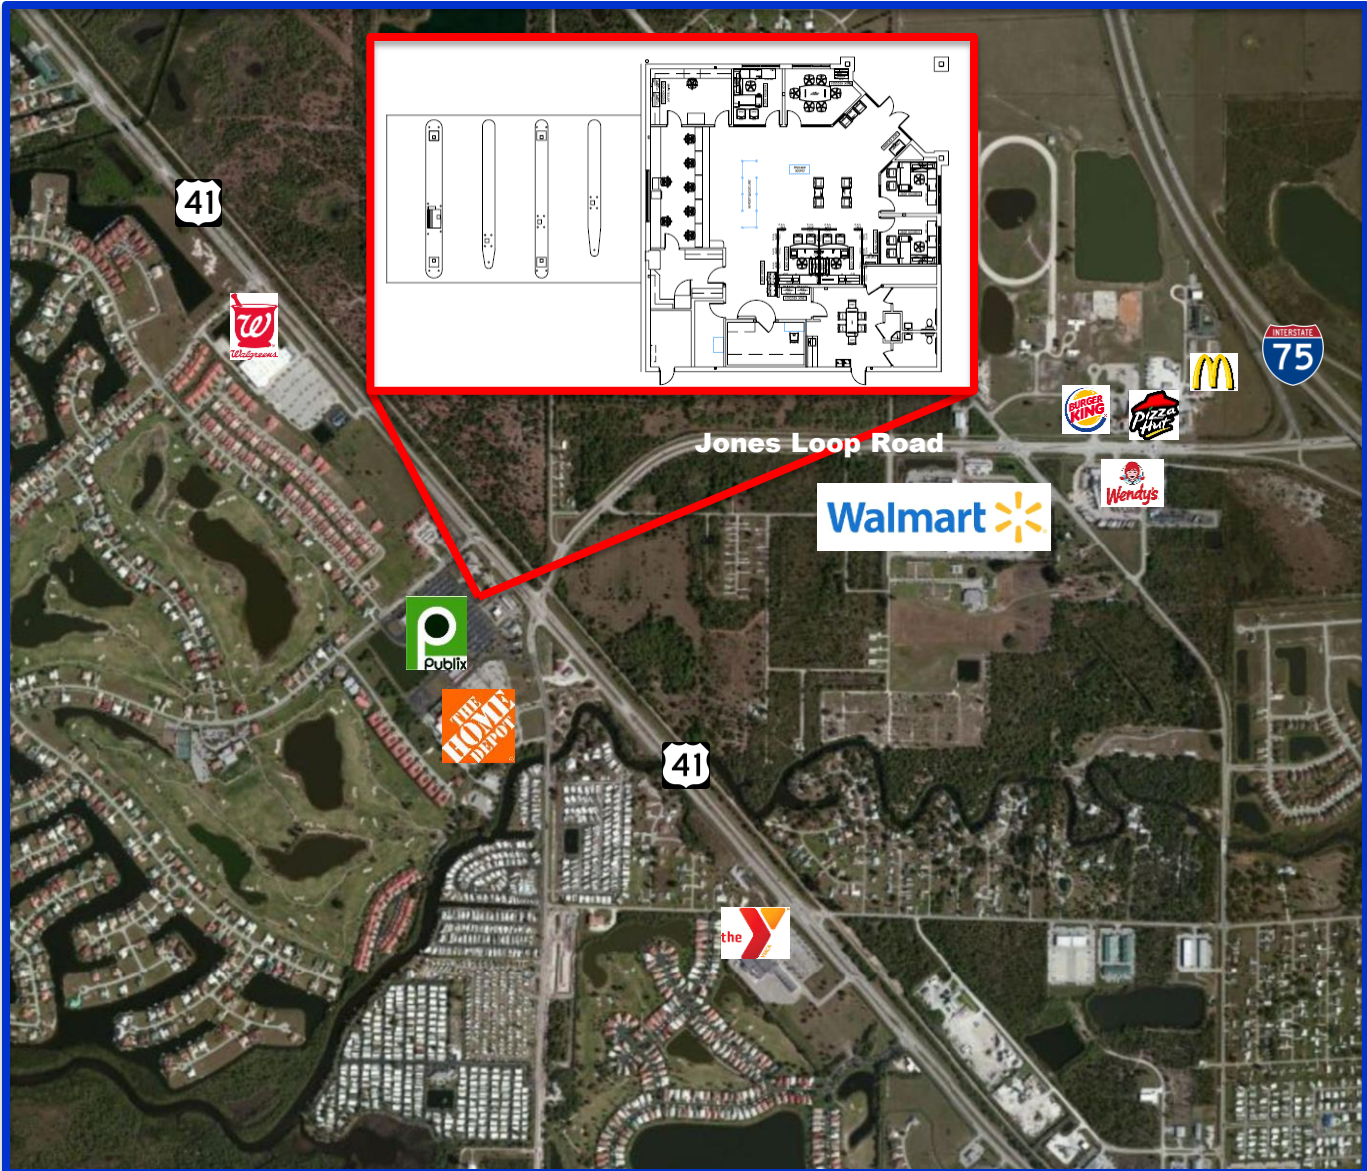 41
Walgreens
INTERSTATE
75
BURGER
KING
Pizza
Hut
Jones Loop Road
Wendy's
Walmart
Publix
THE
HOME
DEPOT
41
the